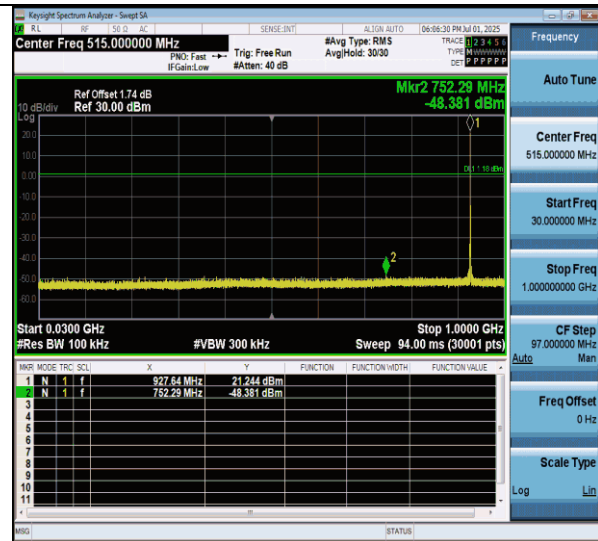 Keysight Spectrum Analyzer - Swept SA
RL RF 50 Ω AC SENSE:INT ALIGN AUTO 06:06:30 PM Jul 01, 2025
Center Freq 515.000000 MHz
PNO: Fast
IFGain:Low
Trig: Free Run
#Atten: 40 dB
#Avg Type: RMS
Avg|Hold: 30/30
TRACE 1 2 3 4 5 6
TYPE M
DET P P P P P P
Ref Offset 1.74 dB
10 dB/div Ref 30.00 dBm
Log
Mkr2 752.29 MHz
-48.381 dBm
20.0
10.0
0.00
-10.0
-20.0
-30.0
-40.0
-50.0
-60.0
1
2
Start 0.0300 GHz Stop 1.0000 GHz
#Res BW 100 kHz #VBW 300 kHz Sweep 94.00 ms (30001 pts)
MKR MODE TRC SCL X Y FUNCTION FUNCTION WIDTH FUNCTION VALUE
1 N 1 f 927.64 MHz 21.244 dBm
2 N 1 f 752.29 MHz -48.381 dBm
3
4
5
6
7
8
9
10
11
MSG STATUS
Frequency
Auto Tune
Center Freq
515.000000 MHz
Start Freq
30.000000 MHz
Stop Freq
1.000000000 GHz
CF Step
97.000000 MHz
Auto Man
Freq Offset
0 Hz
Scale Type
Log Lin